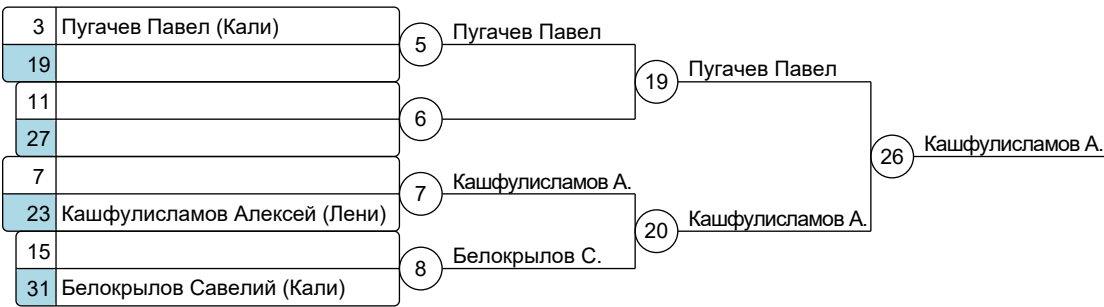 3 Пугачев Павел (Кали)
19
5 Пугачев Павел
11
27
6
19 Пугачев Павел
7
23 Кашфулисламов Алексей (Лени)
7 Кашфулисламов А.
15
31 Белокрылов Савелий (Кали)
8 Белокрылов С.
20 Кашфулисламов А.
26 Кашфулисламов А.